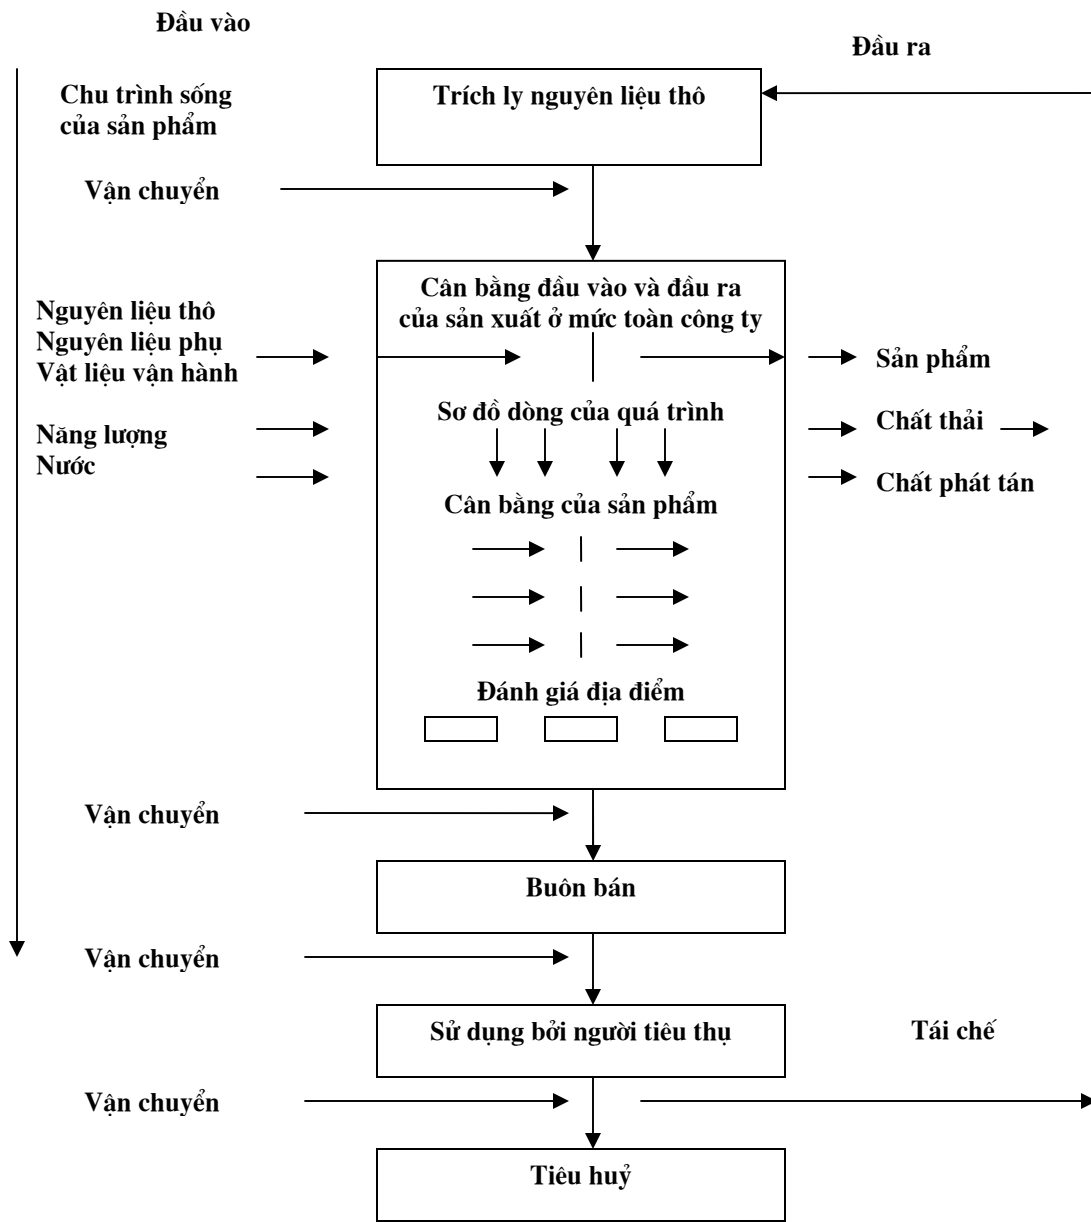 Đầu vào
Đầu ra
Chu trình sống
của sản phẩm
Trích ly nguyên liệu thô
Vận chuyển
Cân bằng đầu vào và đầu ra
của sản xuất ở mức toàn công ty
Nguyên liệu thô
Nguyên liệu phụ
Vật liệu vận hành
Sản phẩm
Sơ đồ dòng của quá trình
Năng lượng
Nước
Chất thải
Chất phát tán
Cân bằng của sản phẩm
Đánh giá địa điểm
Vận chuyển
Buôn bán
Vận chuyển
Sử dụng bởi người tiêu thụ
Tái chế
Vận chuyển
Tiêu huỷ